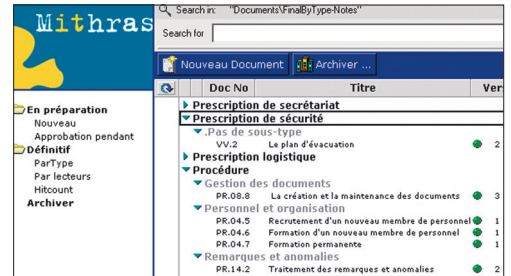 Mithras
Search in: "Documents\FinalByType-Notes"
Search for
Nouveau Document Archiver ...
Doc No Titre Ver
En préparation
Nouveau
Approbation pendant
Définitif
ParType
Par lecteurs
Hitcount
Archiver
Prescription de secrétariat
Prescription de sécurité
.Pas de sous-type
VV.2 Le plan d'évacuation 2
Prescription logistique
Procédure
Gestion des documents
PR.08.8 La création et la maintenance des documents 3
Personnel et organisation
PR.04.5 Recrutement d'un nouveau membre de personnel 1
PR.04.6 Formation d'un nouveau membre de personnel 1
PR.04.7 Formation permanente 1
Remarques et anomalies
PR.14.2 Traitement des remarques et anomalies 2